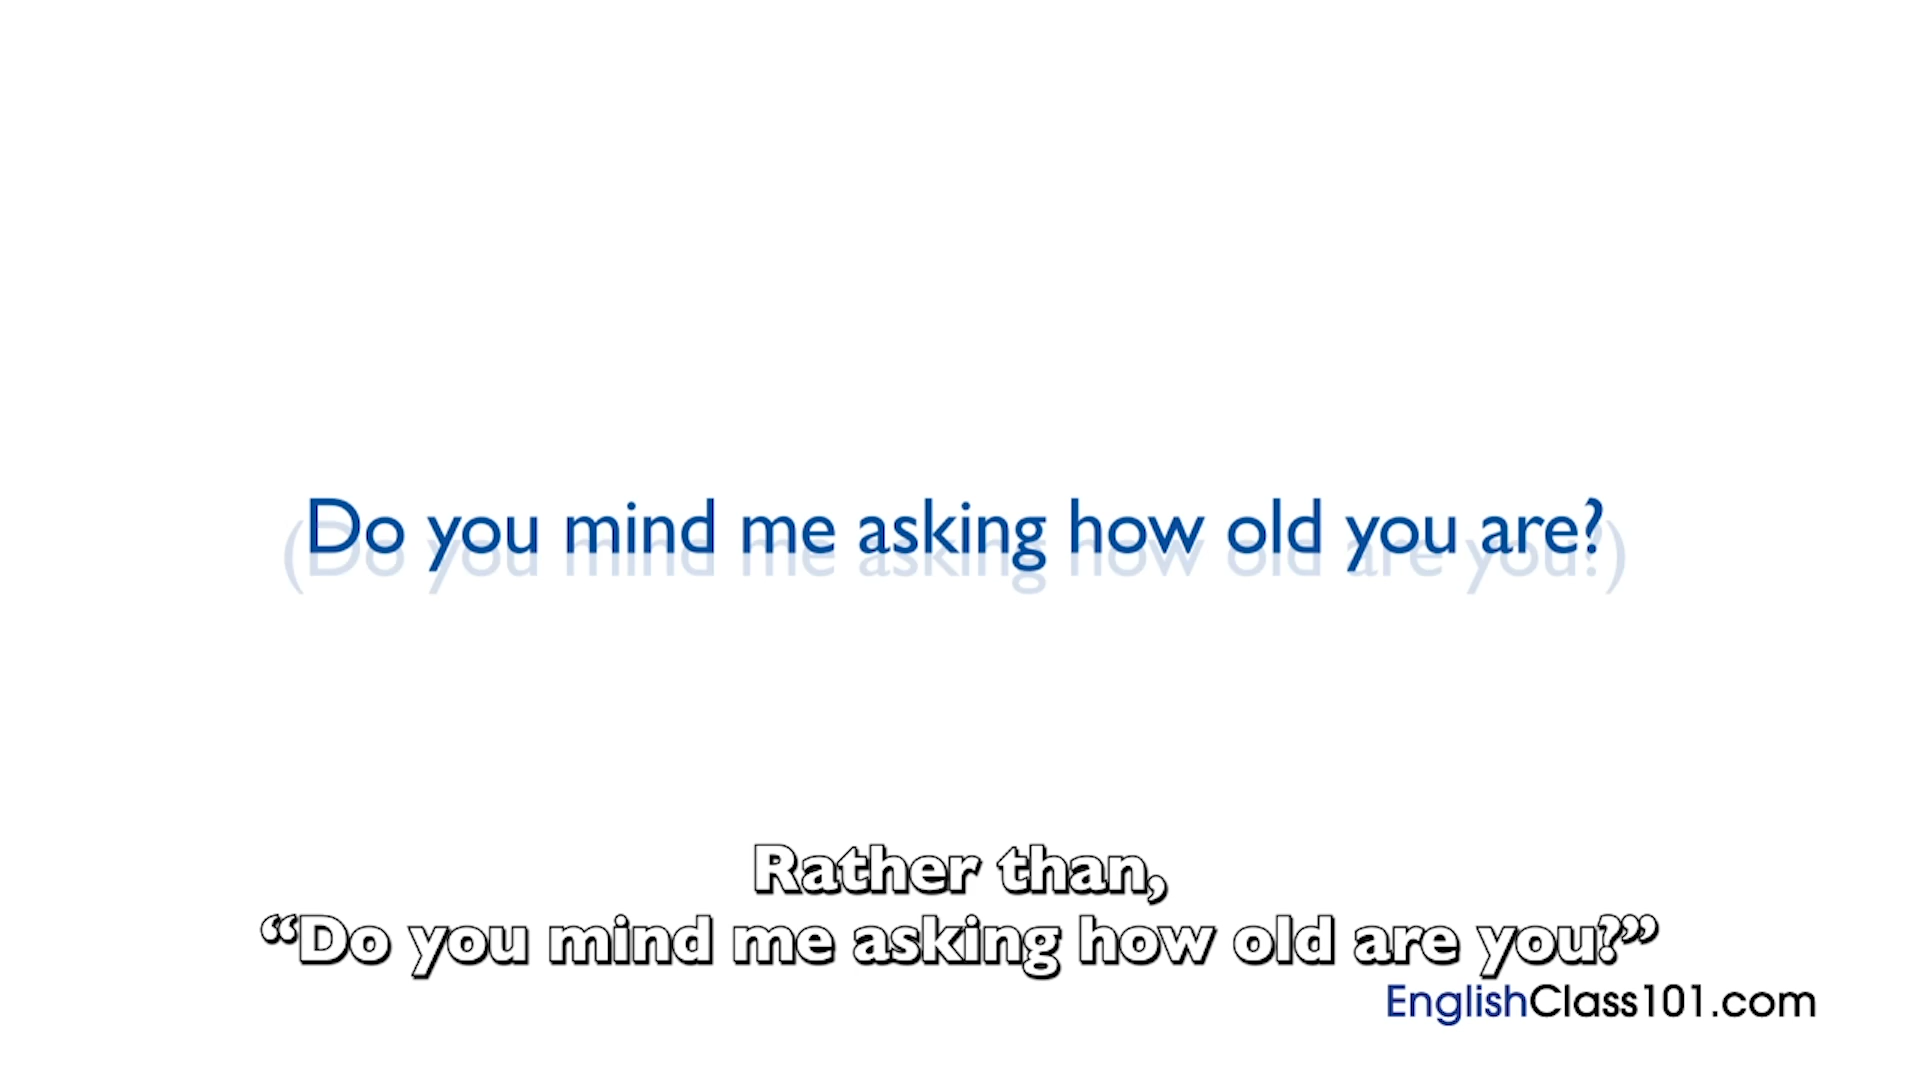 Do you mind me asking how old you are?
(Do you mind me asking how old are you?)
Rather than,
“Do you mind me asking how old are you?”
EnglishClass101.com